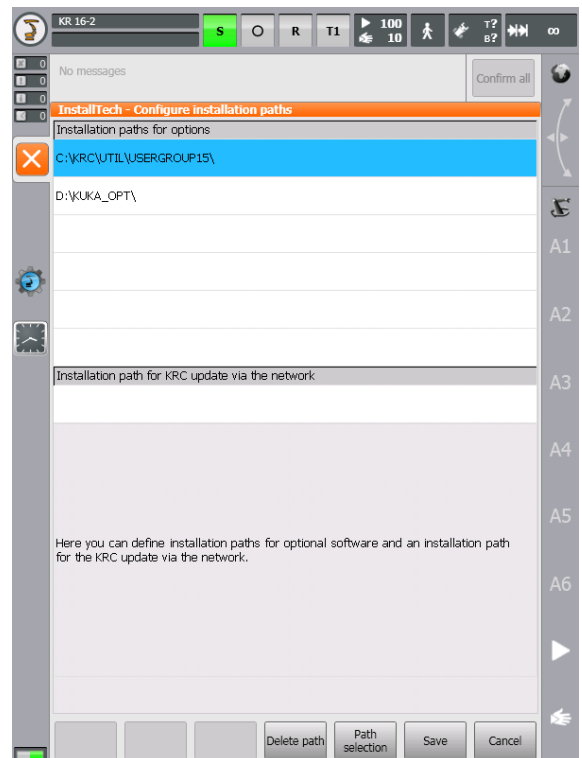 KR 16-2
S
O
R
T1
100
10
T?
B?
∞
0
0
0
0
No messages
Confirm all
InstallTech - Configure installation paths
Installation paths for options
C:\KRC\UTIL\USERGROUP15\
D:\KUKA_OPT\
Installation path for KRC update via the network
Here you can define installation paths for optional software and an installation path
for the KRC update via the network.
A1
A2
A3
A4
A5
A6
Delete path
Path
selection
Save
Cancel